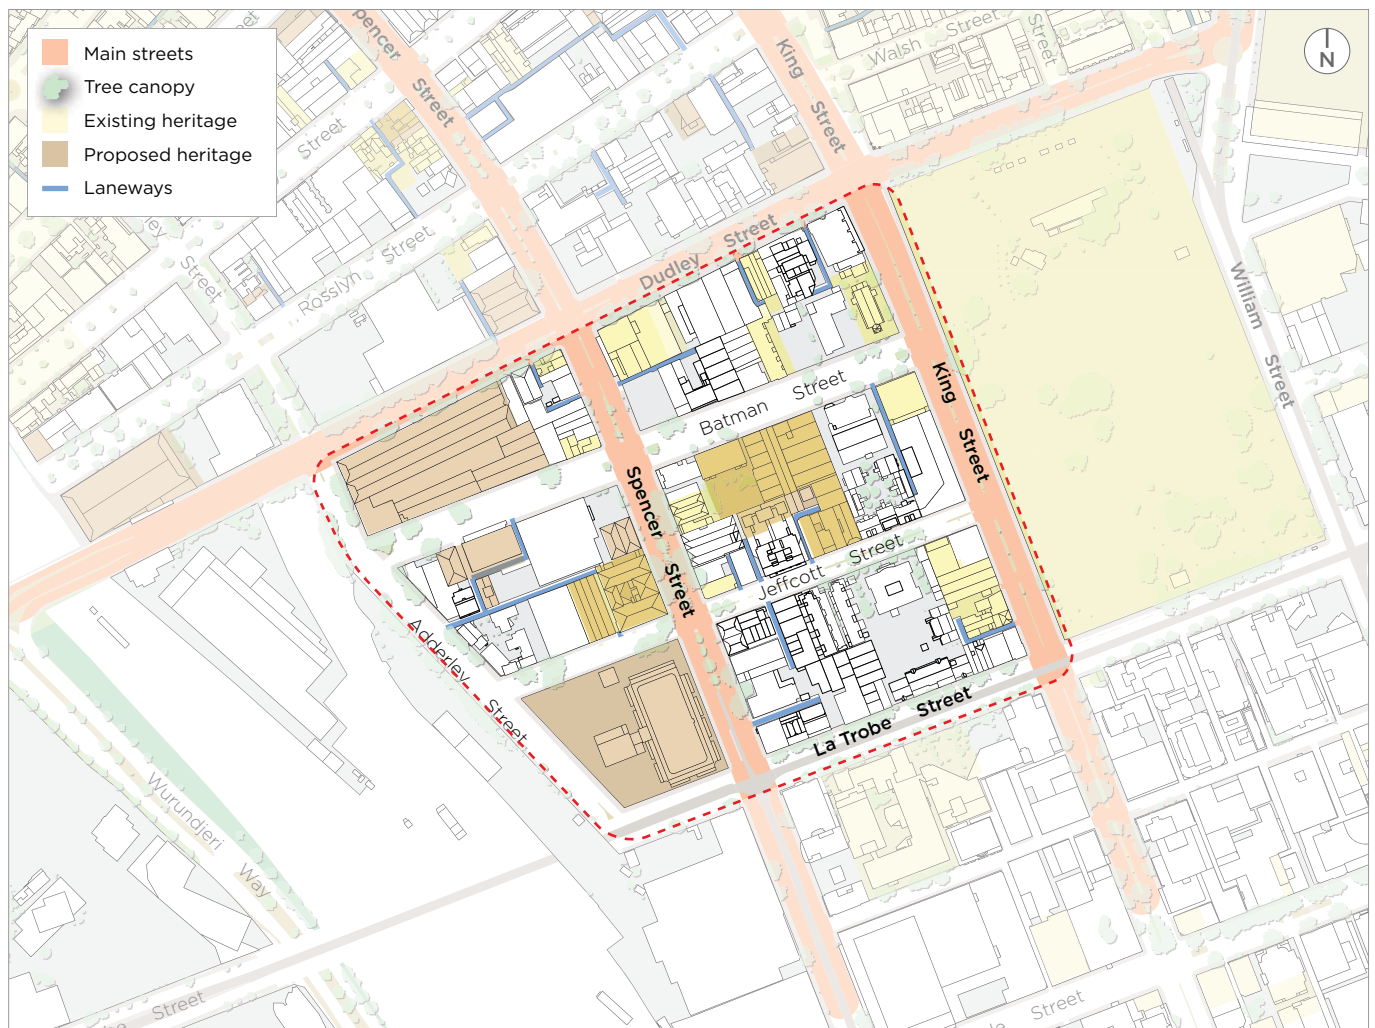 Main streets
Tree canopy
Existing heritage
Proposed heritage
Laneways
N
Spencer
Street
King
Street
Walsh Street
Street
Street
Street
Rosslyn Street
Dudley Street
William
Street
Batman Street
King
Street
Spencer
Street
Jeffcott Street
Adderley
Street
La Trobe Street
Wurundjeri
Way
Street
Street